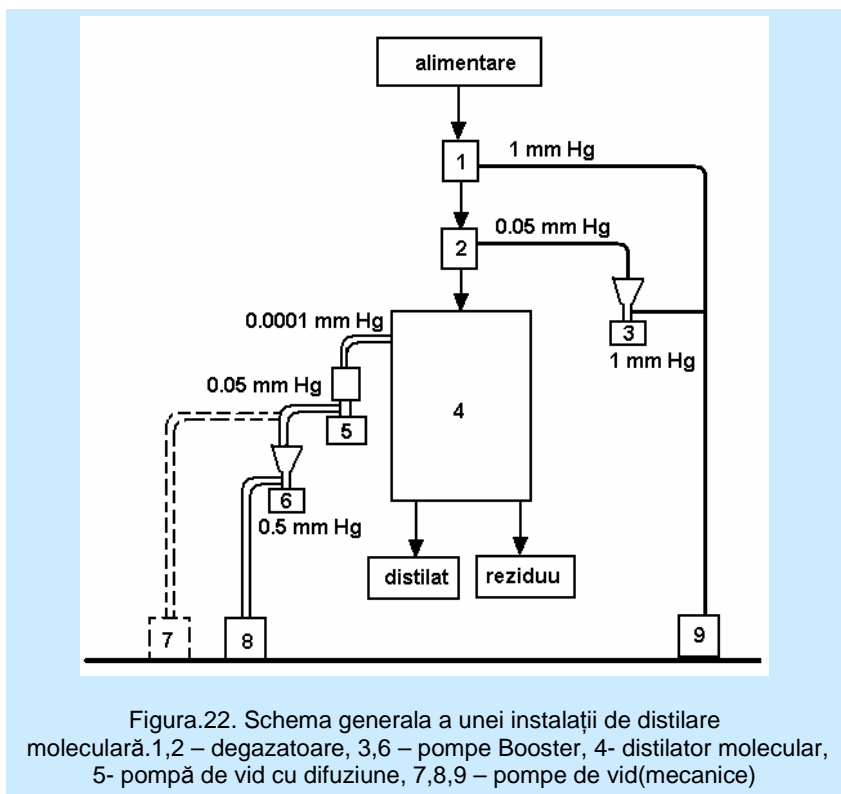 alimentare
1
1 mm Hg
2
0.05 mm Hg
3
1 mm Hg
0.0001 mm Hg
0.05 mm Hg
5
4
6
0.5 mm Hg
distilat
reziduu
7
8
9
Figura.22. Schema generala a unei instalații de distilare
moleculară.1,2 – degazatoare, 3,6 – pompe Booster, 4- distilator molecular,
5- pompă de vid cu difuziune, 7,8,9 – pompe de vid(mecanice)